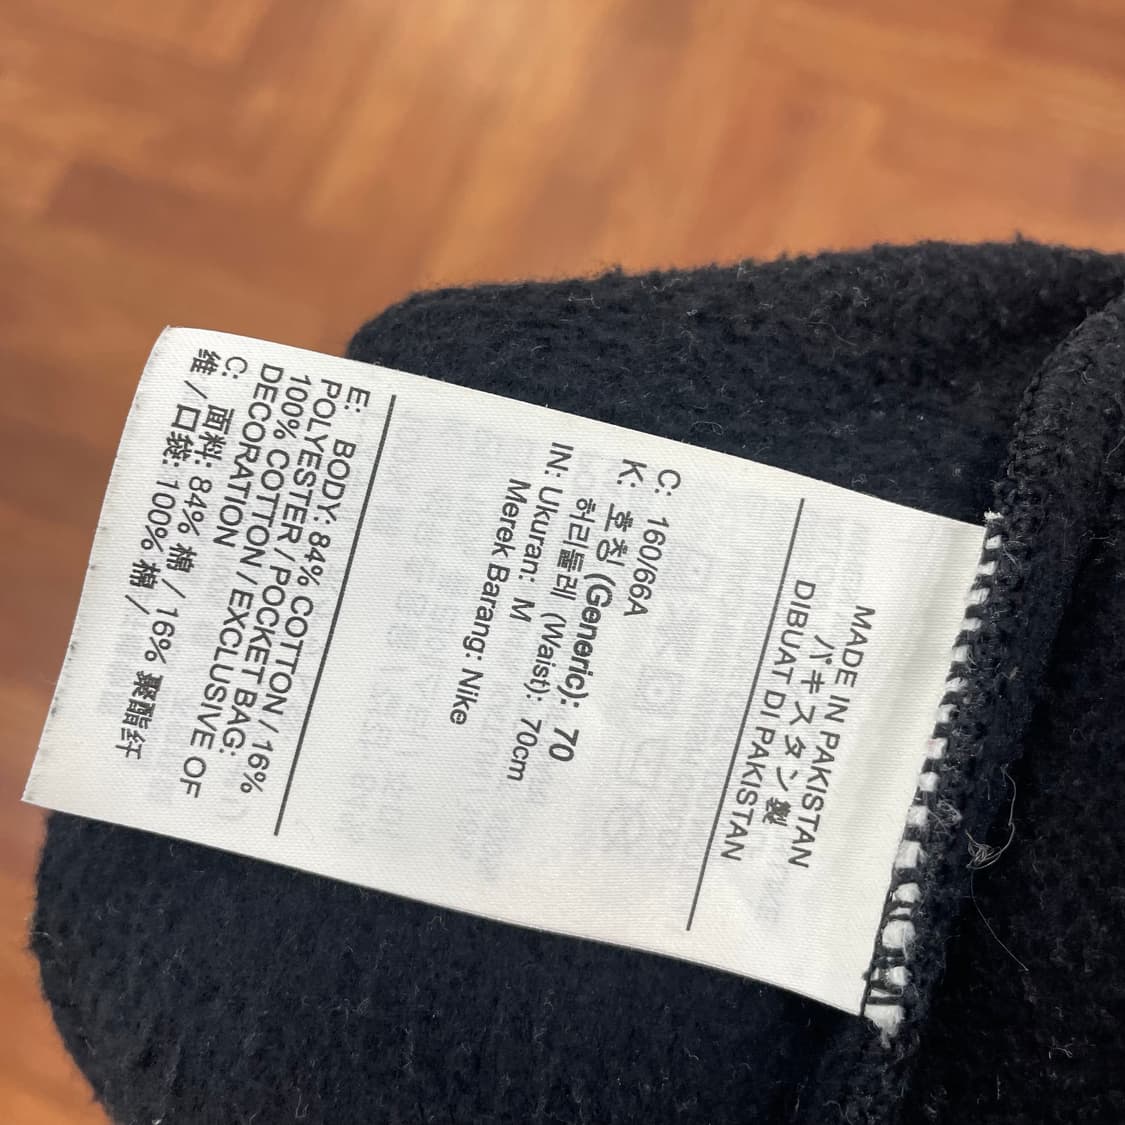 MADE IN PAKISTAN
パキスタン製
DIBUAT DI PAKISTAN
C: 160/66A
K: 호칭 (Generic): 70
허리둘레 (Waist): 70cm
IN: Ukuran: M
Merek Barang: Nike
E: BODY: 84% COTTON / 16%
POLYESTER / POCKET BAG:
100% COTTON / EXCLUSIVE OF
DECORATION
C: 面料: 84% 棉 / 16% 聚酯纤
维 / 口袋: 100% 棉 /